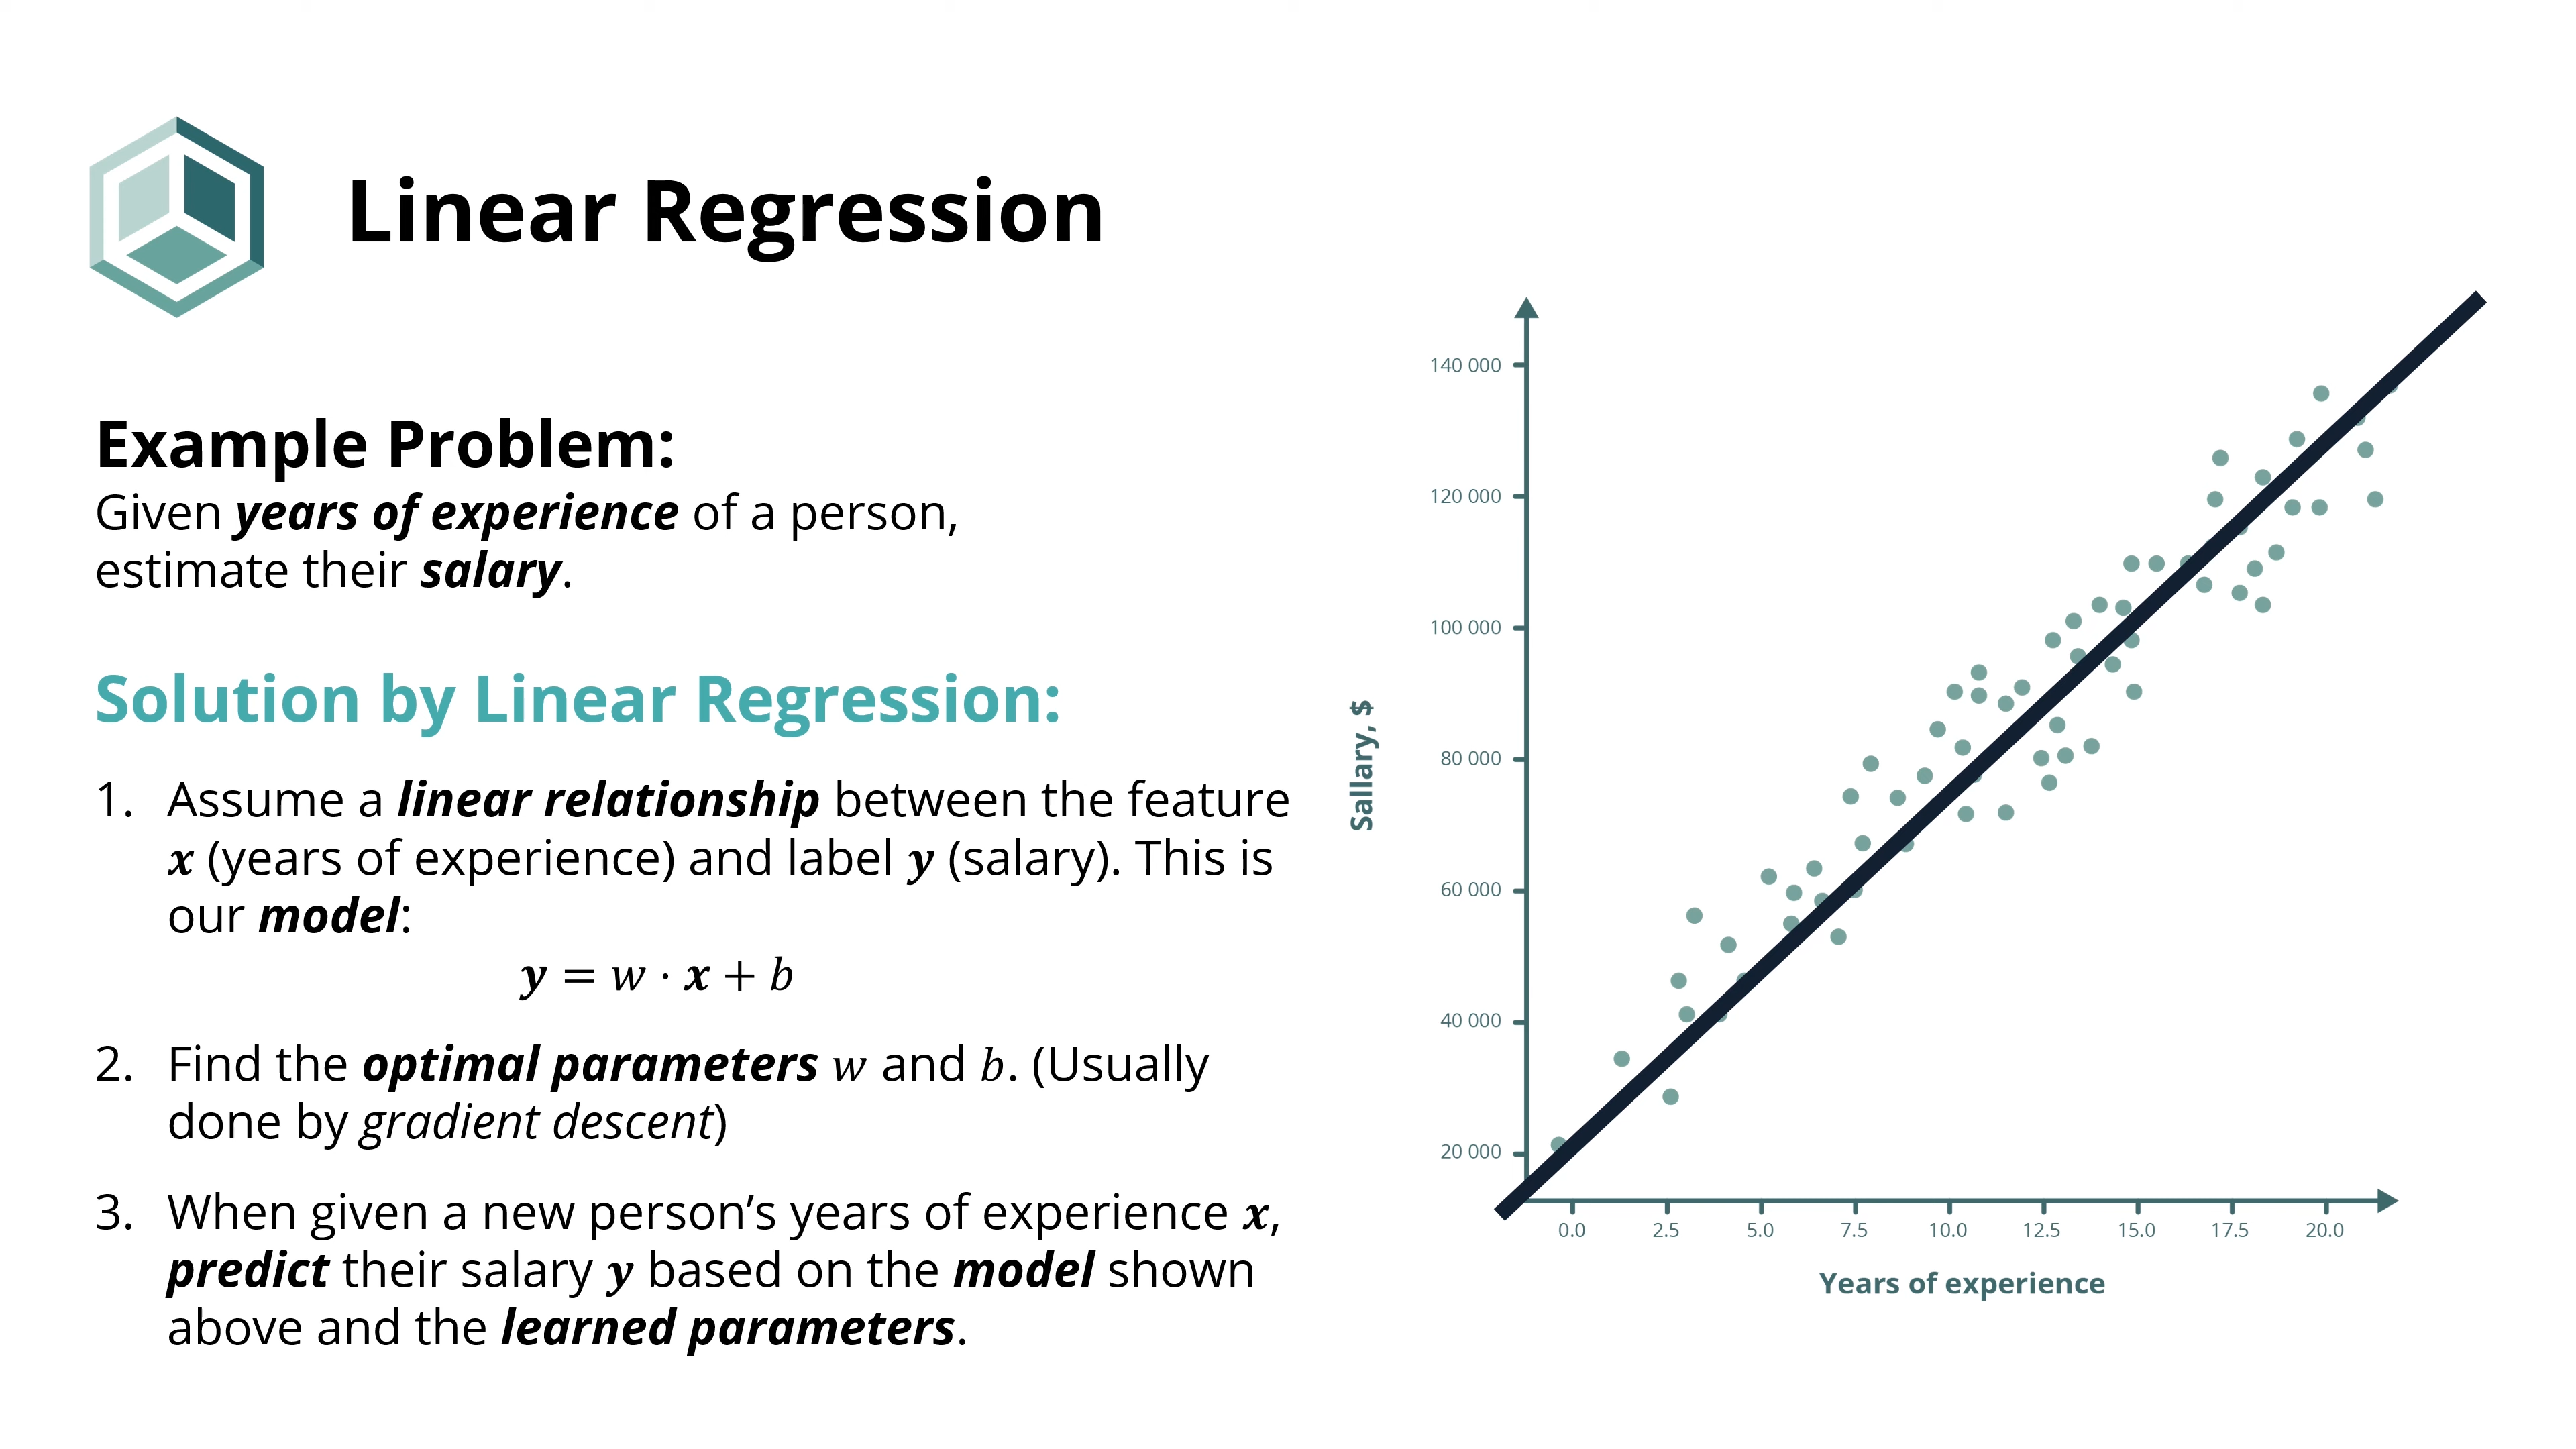 Linear Regression
Example Problem:
Given years of experience of a person,
estimate their salary.
Solution by Linear Regression:
1. Assume a linear relationship between the feature
x (years of experience) and label y (salary). This is
our model:
y = w · x + b
2. Find the optimal parameters w and b. (Usually
done by gradient descent)
3. When given a new person’s years of experience x,
predict their salary y based on the model shown
above and the learned parameters.
Sallary, $
140 000
120 000
100 000
80 000
60 000
40 000
20 000
0.0 2.5 5.0 7.5 10.0 12.5 15.0 17.5 20.0
Years of experience